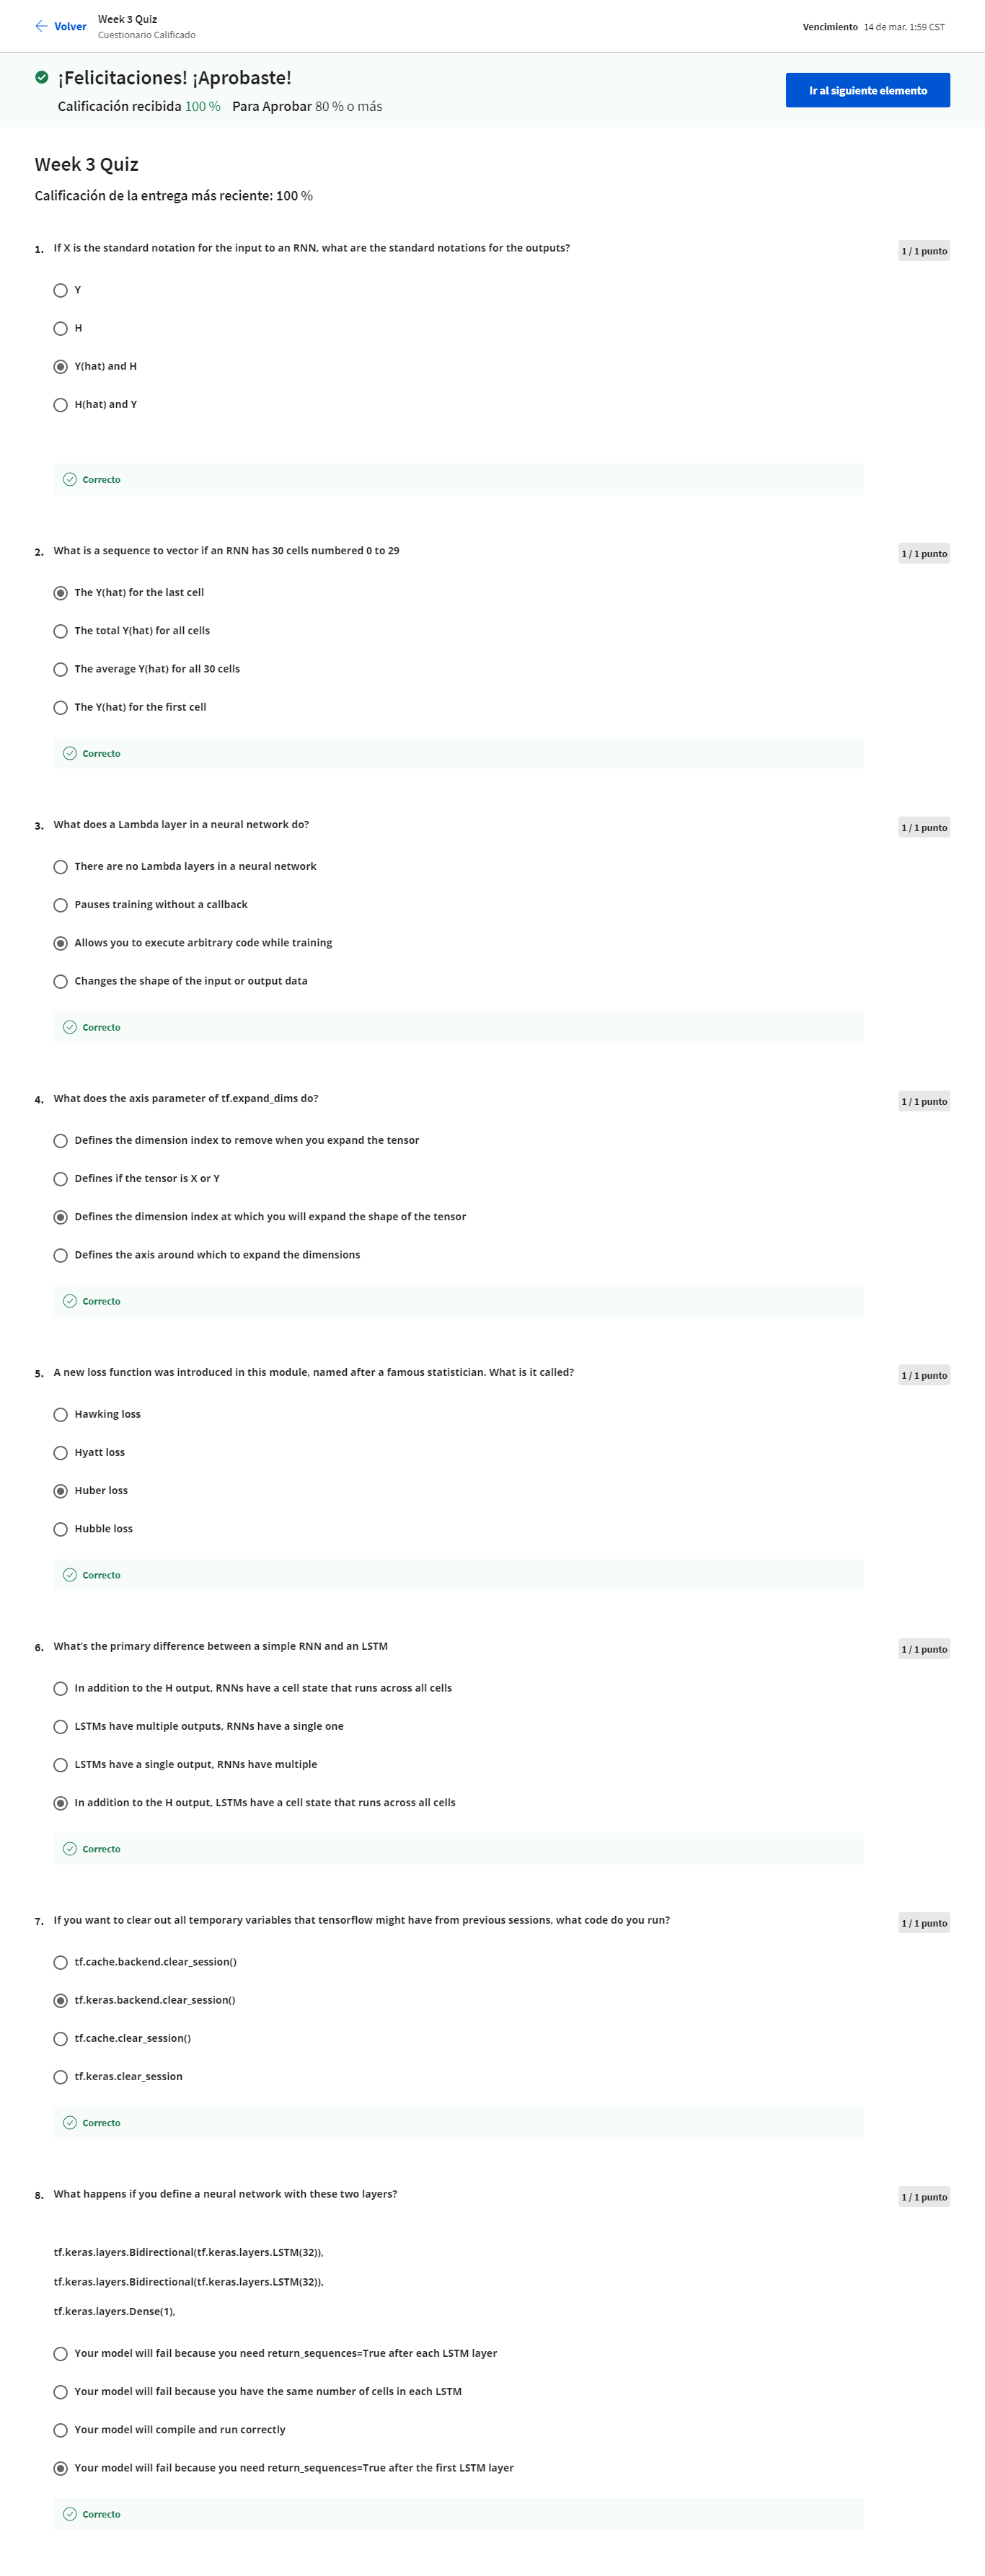 Volver
Week 3 Quiz
Cuestionario Calificado
Vencimiento 14 de mar. 1:59 CST
¡Felicitaciones! ¡Aprobaste!
Calificación recibida 100 % Para Aprobar 80 % o más
Ir al siguiente elemento
Week 3 Quiz
Calificación de la entrega más reciente: 100 %
1. If X is the standard notation for the input to an RNN, what are the standard notations for the outputs?
1 / 1 punto
Y
H
Y(hat) and H
H(hat) and Y
Correcto
2. What is a sequence to vector if an RNN has 30 cells numbered 0 to 29
1 / 1 punto
The Y(hat) for the last cell
The total Y(hat) for all cells
The average Y(hat) for all 30 cells
The Y(hat) for the first cell
Correcto
3. What does a Lambda layer in a neural network do?
1 / 1 punto
There are no Lambda layers in a neural network
Pauses training without a callback
Allows you to execute arbitrary code while training
Changes the shape of the input or output data
Correcto
4. What does the axis parameter of tf.expand_dims do?
1 / 1 punto
Defines the dimension index to remove when you expand the tensor
Defines if the tensor is X or Y
Defines the dimension index at which you will expand the shape of the tensor
Defines the axis around which to expand the dimensions
Correcto
5. A new loss function was introduced in this module, named after a famous statistician. What is it called?
1 / 1 punto
Hawking loss
Hyatt loss
Huber loss
Hubble loss
Correcto
6. What's the primary difference between a simple RNN and an LSTM
1 / 1 punto
In addition to the H output, RNNs have a cell state that runs across all cells
LSTMs have multiple outputs, RNNs have a single one
LSTMs have a single output, RNNs have multiple
In addition to the H output, LSTMs have a cell state that runs across all cells
Correcto
7. If you want to clear out all temporary variables that tensorflow might have from previous sessions, what code do you run?
1 / 1 punto
tf.cache.backend.clear_session()
tf.keras.backend.clear_session()
tf.cache.clear_session()
tf.keras.clear_session
Correcto
8. What happens if you define a neural network with these two layers?
1 / 1 punto
tf.keras.layers.Bidirectional(tf.keras.layers.LSTM(32)),
tf.keras.layers.Bidirectional(tf.keras.layers.LSTM(32)),
tf.keras.layers.Dense(1),
Your model will fail because you need return_sequences=True after each LSTM layer
Your model will fail because you have the same number of cells in each LSTM
Your model will compile and run correctly
Your model will fail because you need return_sequences=True after the first LSTM layer
Correcto